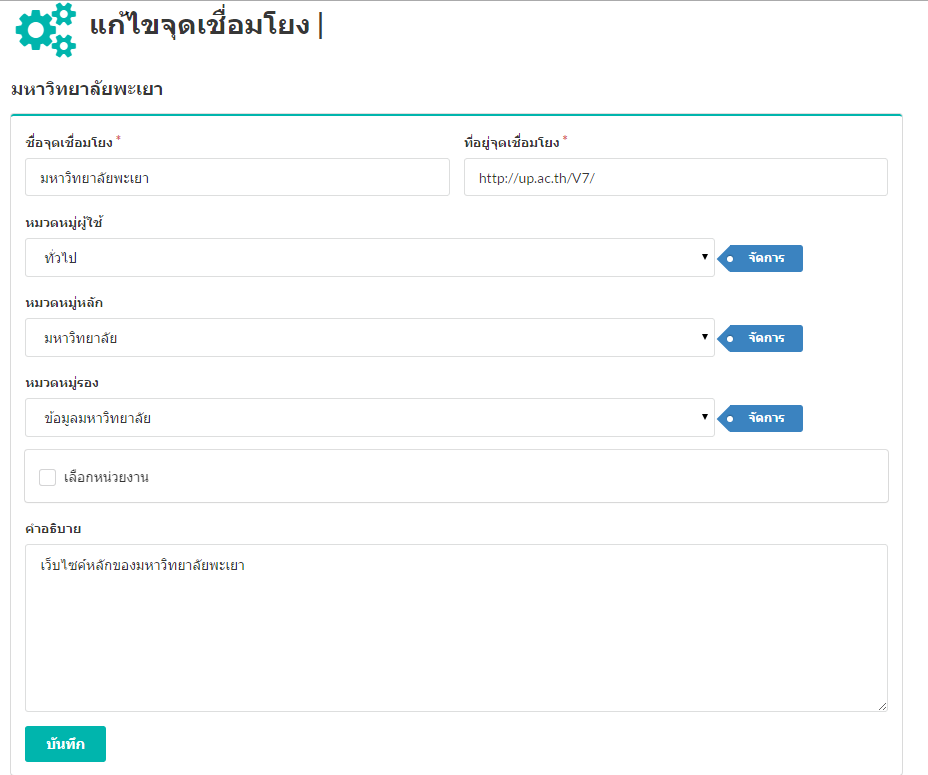 แก้ไขจุดเชื่อมโยง |
มหาวิทยาลัยพะเยา
ชื่อจุดเชื่อมโยง *
ที่อยู่จุดเชื่อมโยง *
มหาวิทยาลัยพะเยา
http://up.ac.th/V7/
หมวดหมู่ผู้ใช้
ทั่วไป
จัดการ
หมวดหมู่หลัก
มหาวิทยาลัย
จัดการ
หมวดหมู่รอง
ข้อมูลมหาวิทยาลัย
จัดการ
เลือกหน่วยงาน
คำอธิบาย
เว็บไซค์หลักของมหาวิทยาลัยพะเยา
บันทึก